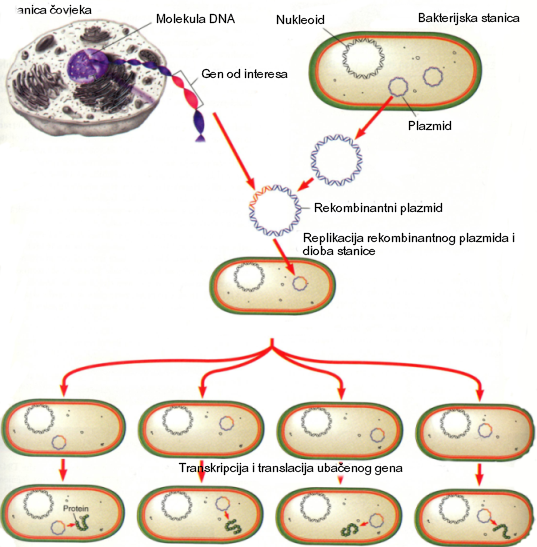 anica čovjeka
Molekula DNA
Nukleoid
Bakterijska stanica
Gen od interesa
Plazmid
Rekombinantni plazmid
Replikacija rekombinantnog plazmida i
dioba stanice
Transkripcija i translacija ubačenog gena
Protein